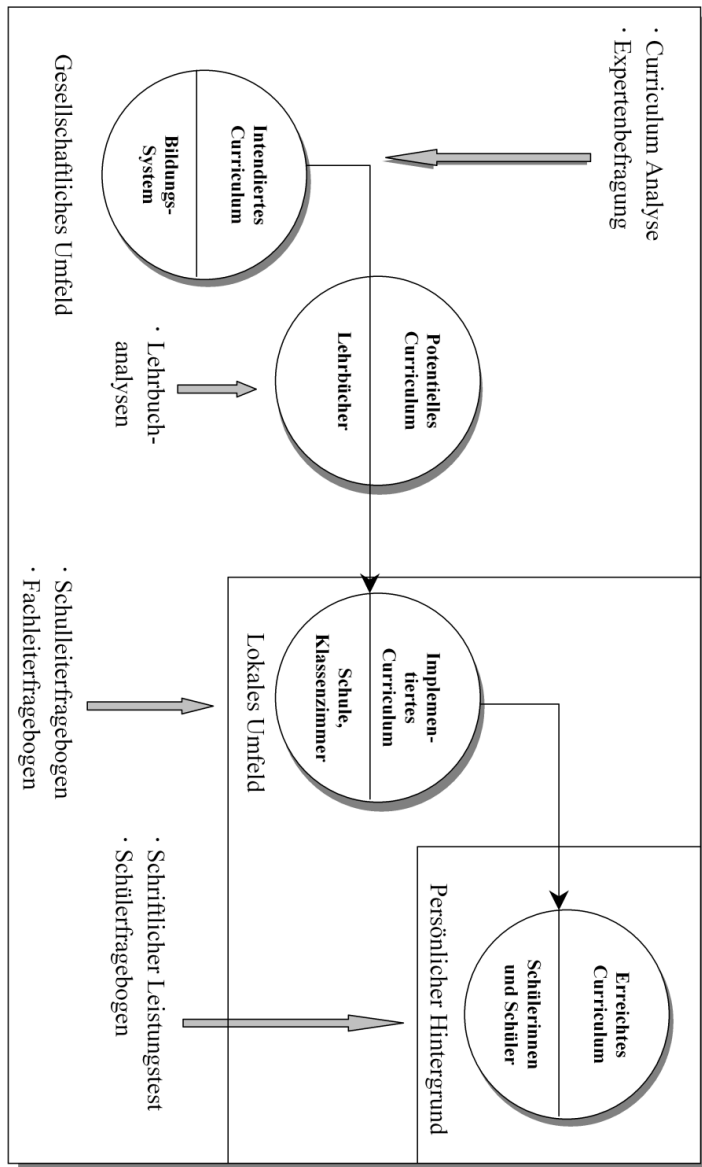 · Curriculum Analyse
· Expertenbefragung
Intendiertes
Curriculum
Bildungs-
System
Gesellschaftliches Umfeld
Potentielles
Curriculum
Lehrbücher
· Lehrbuch-
analysen
Implemen-
tiertes
Curriculum
Schule,
Klassenzimmer
Lokales Umfeld
· Schulleiterfragebogen
· Fachleiterfragebogen
Erreichtes
Curriculum
Schülerinnen
und Schüler
Persönlicher Hintergrund
· Schriftlicher Leistungstest
· Schülerfragebogen